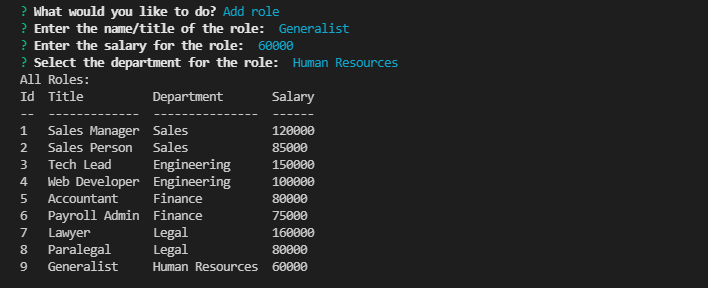 ? What would you like to do? Add role
? Enter the name/title of the role:  Generalist
? Enter the salary for the role:  60000
? Select the department for the role:  Human Resources
All Roles:
Id  Title          Department       Salary
--  -------------  ---------------  ------
1   Sales Manager  Sales            120000
2   Sales Person   Sales            85000
3   Tech Lead      Engineering      150000
4   Web Developer  Engineering      100000
5   Accountant     Finance          80000
6   Payroll Admin  Finance          75000
7   Lawyer         Legal            160000
8   Paralegal      Legal            80000
9   Generalist     Human Resources  60000